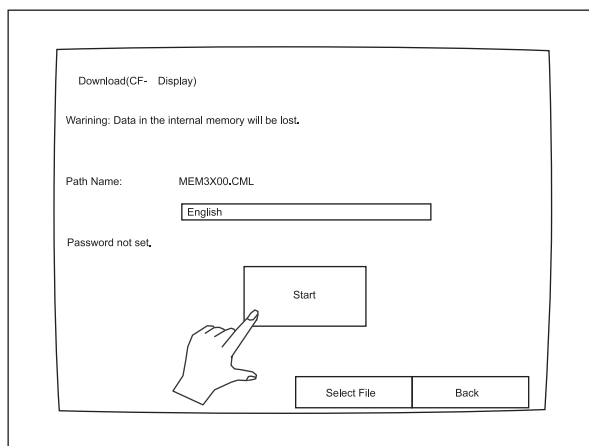 Download(CF- Display)
Warining: Data in the internal memory will be lost.
Path Name: MEM3X00.CML
English
Password not set.
Start
Select File Back